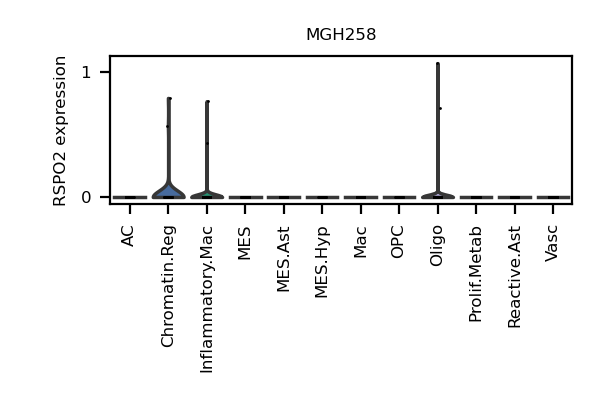 MGH258
RSPO2 expression
1
0
AC
Chromatin.Reg
Inflammatory.Mac
MES
MES.Ast
MES.Hyp
Mac
OPC
Oligo
Prolif.Metab
Reactive.Ast
Vasc